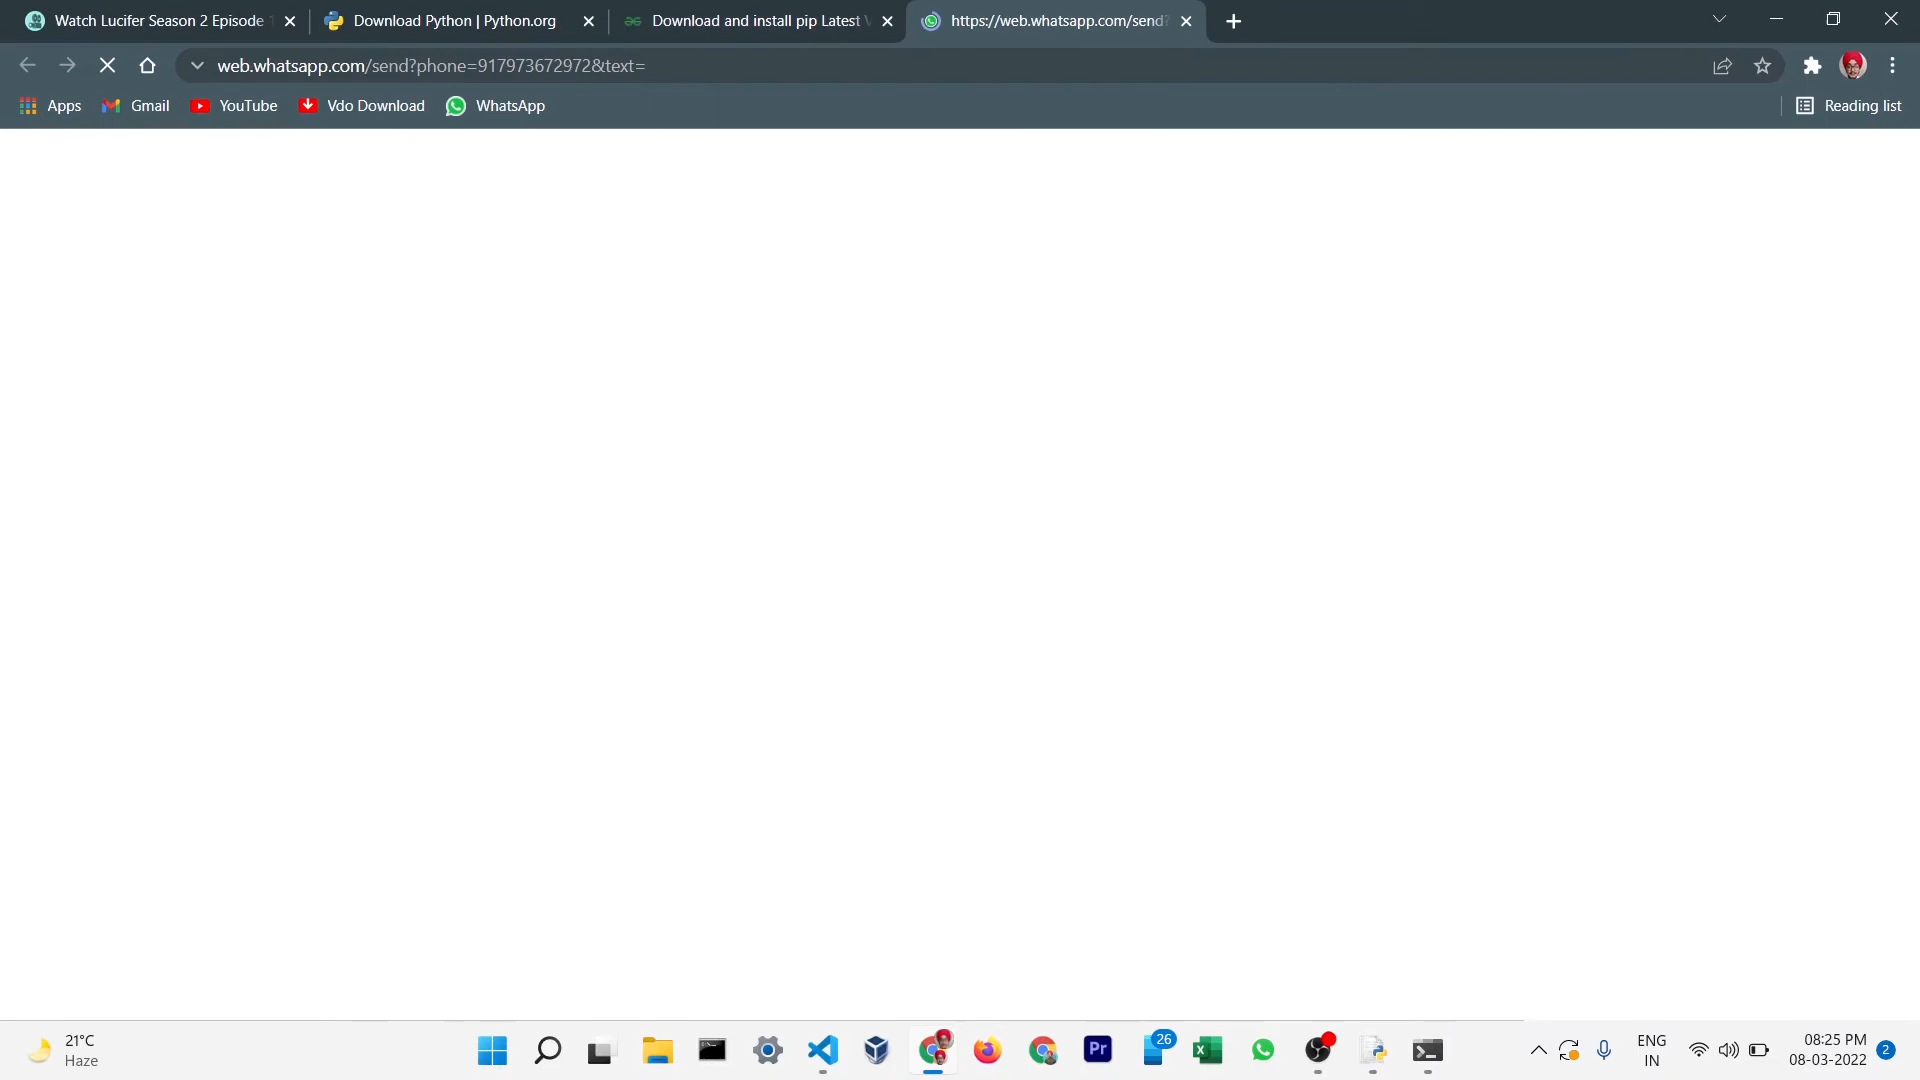 Watch Lucifer Season 2 Episode
Download Python | Python.org
Download and install pip Latest
https://web.whatsapp.com/send?
web.whatsapp.com/send?phone=917973672972&text=
Apps
Gmail
YouTube
Vdo Download
WhatsApp
Reading list
21°C
Haze
Pr
26
ENG
IN
08:25 PM
08-03-2022
2